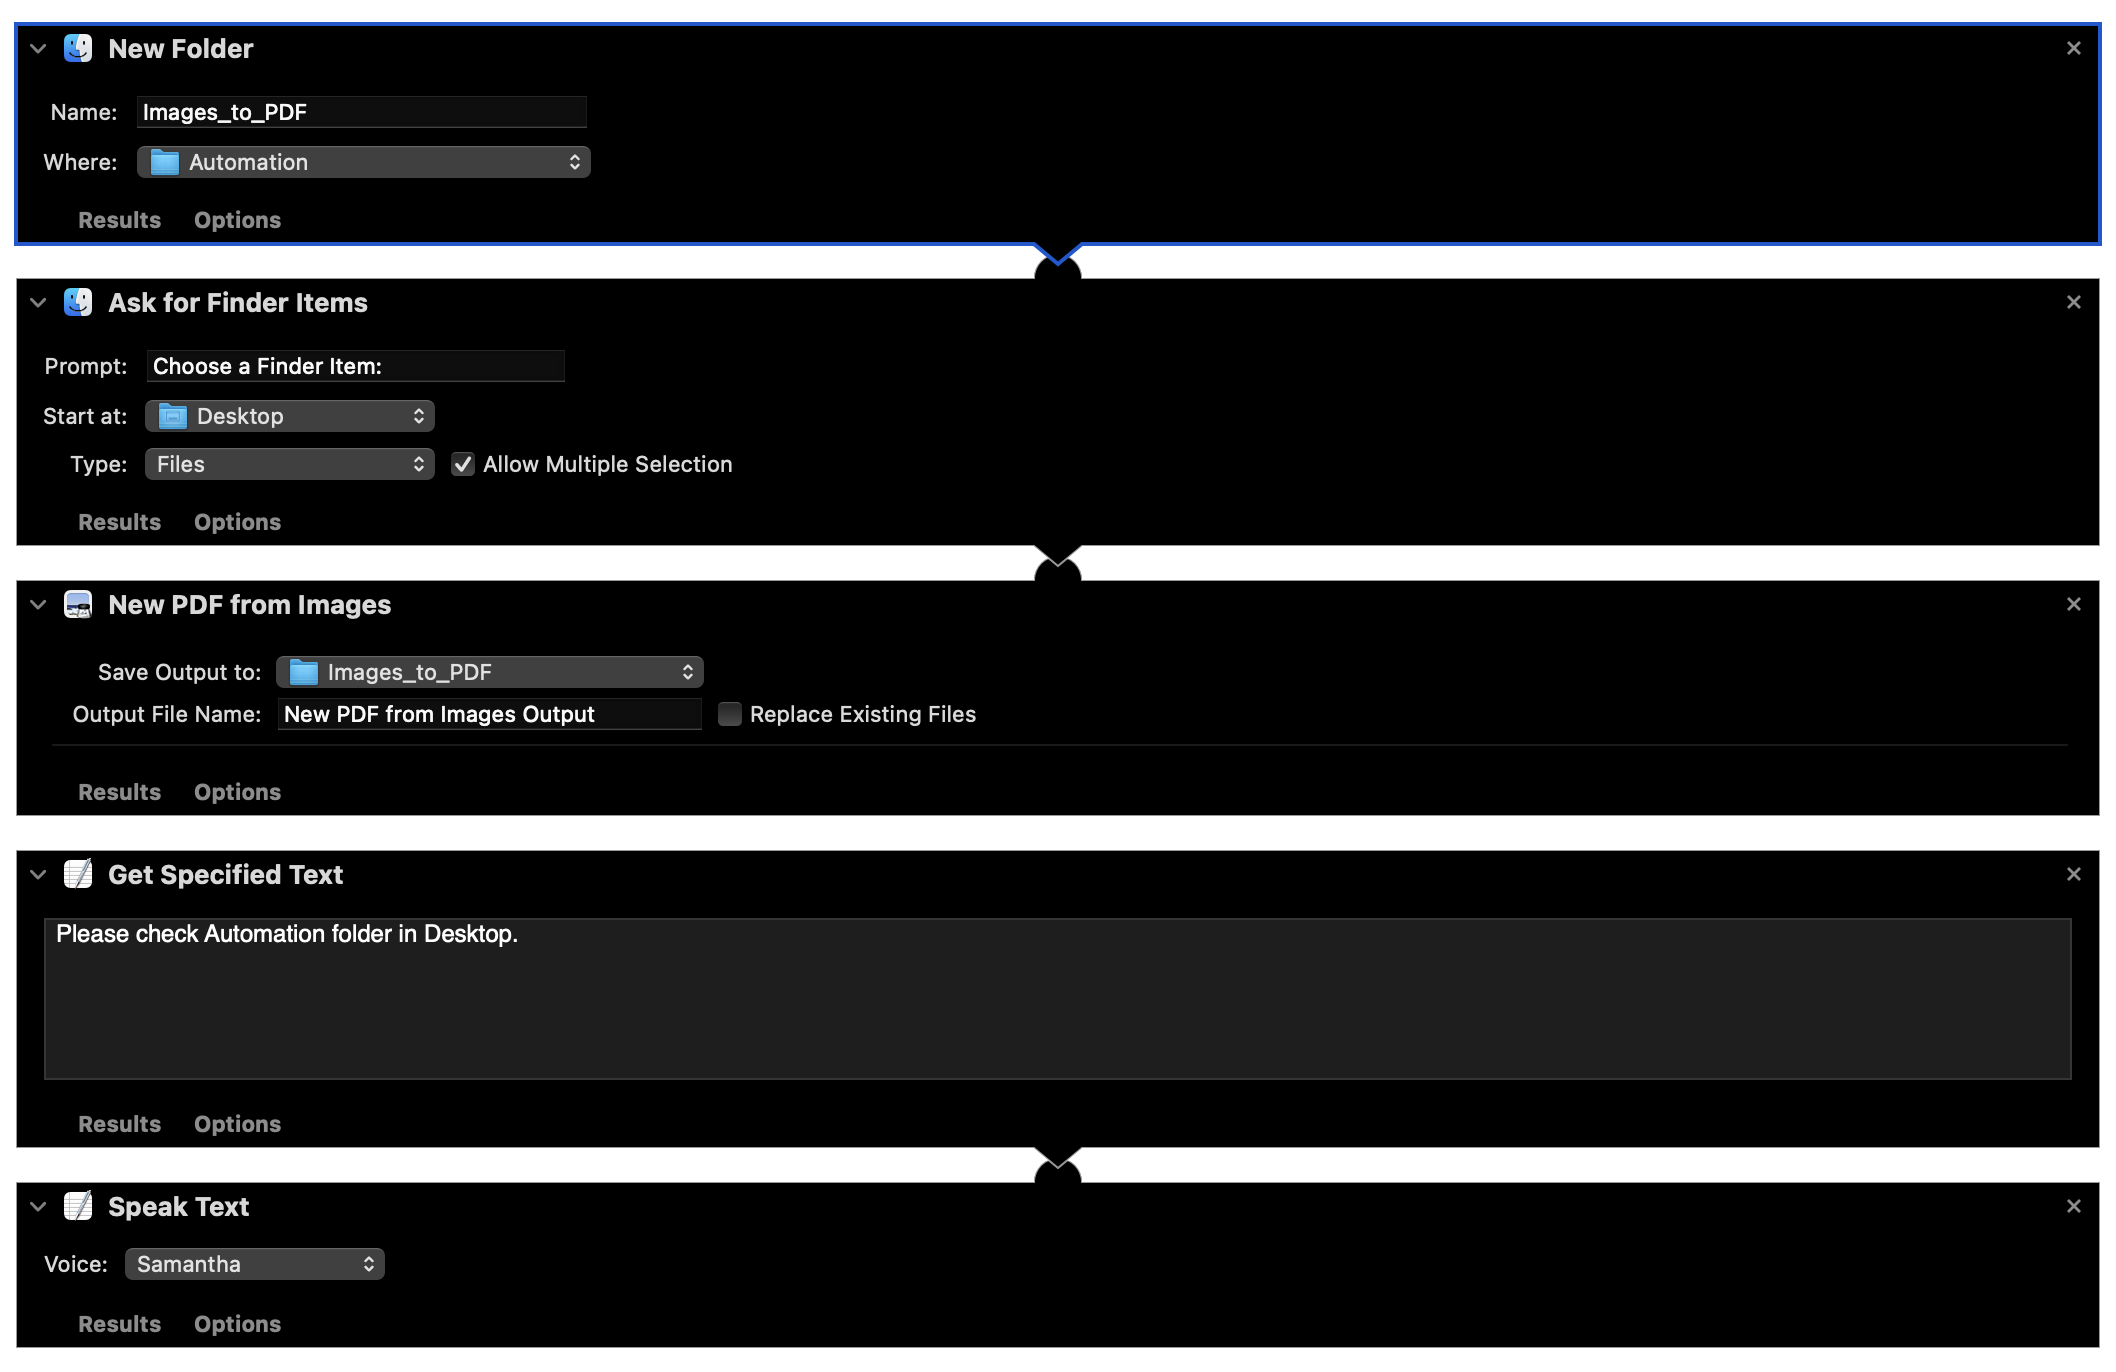 New Folder
Name: Images_to_PDF
Where: Automation
Results Options
Ask for Finder Items
Prompt: Choose a Finder Item:
Start at: Desktop
Type: Files Allow Multiple Selection
Results Options
New PDF from Images
Save Output to: Images_to_PDF
Output File Name: New PDF from Images Output Replace Existing Files
Results Options
Get Specified Text
Please check Automation folder in Desktop.
Results Options
Speak Text
Voice: Samantha
Results Options